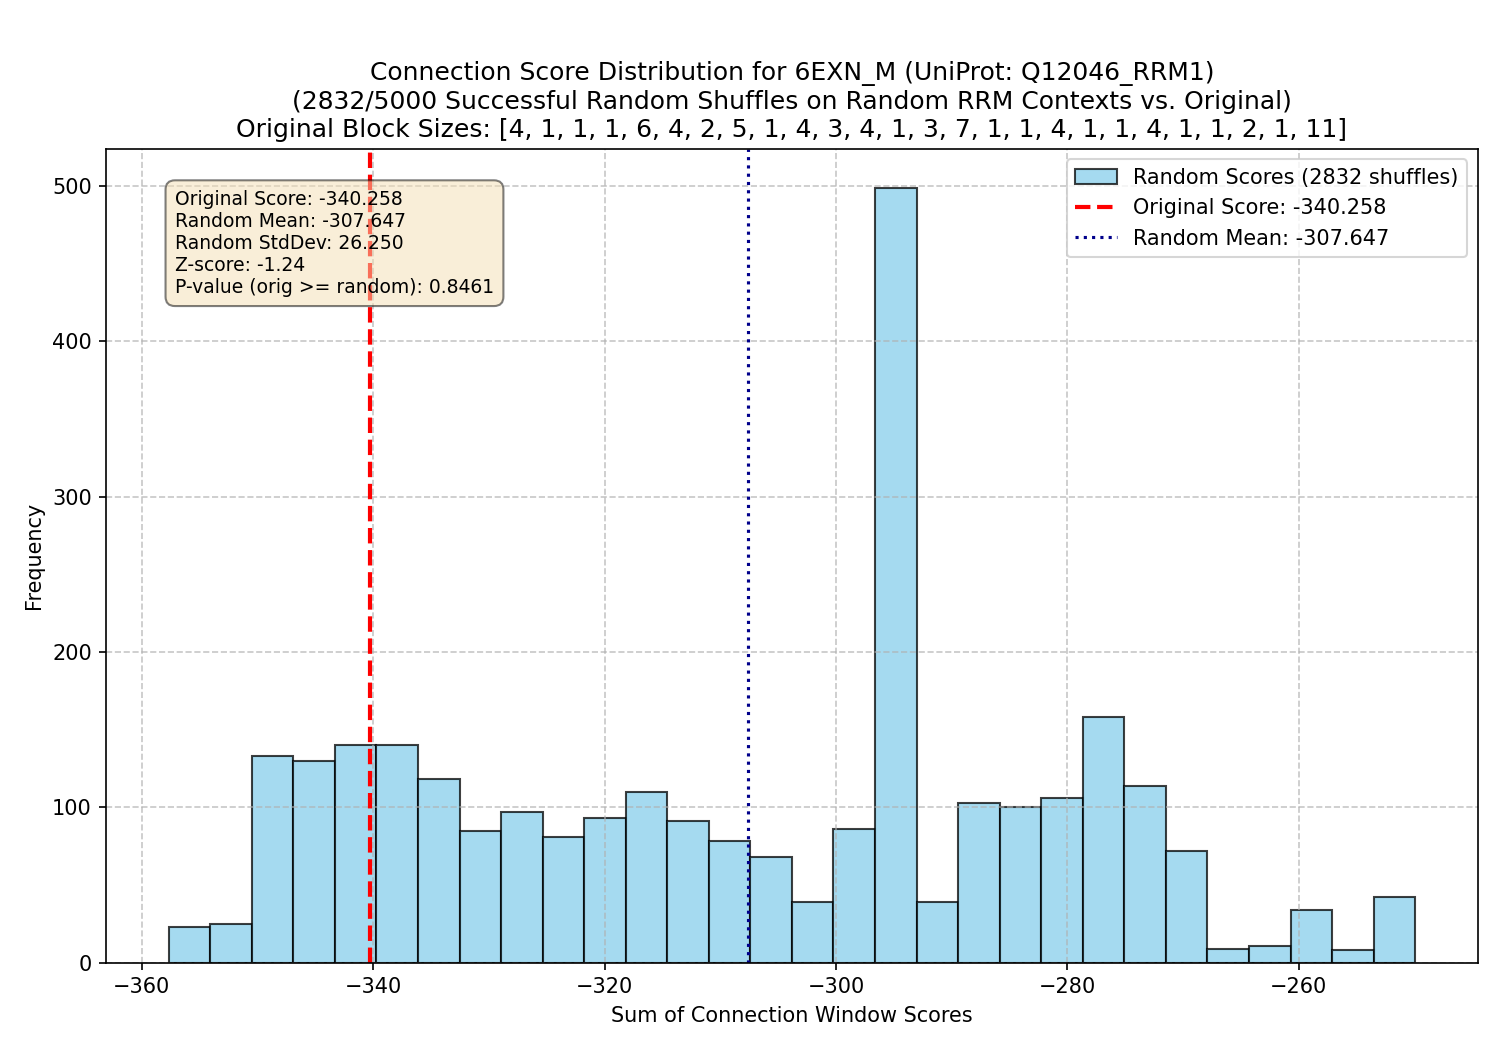 Connection Score Distribution for 6EXN_M (UniProt: Q12046_RRM1)
(2832/5000 Successful Random Shuffles on Random RRM Contexts vs. Original)
Original Block Sizes: [4, 1, 1, 1, 6, 4, 2, 5, 1, 4, 3, 4, 1, 3, 7, 1, 1, 4, 1, 1, 4, 1, 1, 2, 1, 11]
Original Score: -340.258
Random Mean: -307.647
Random StdDev: 26.250
Z-score: -1.24
P-value (orig >= random): 0.8461
Random Scores (2832 shuffles)
Original Score: -340.258
Random Mean: -307.647
500
400
300
200
100
0
Frequency
−360
−340
−320
−300
−280
−260
Sum of Connection Window Scores